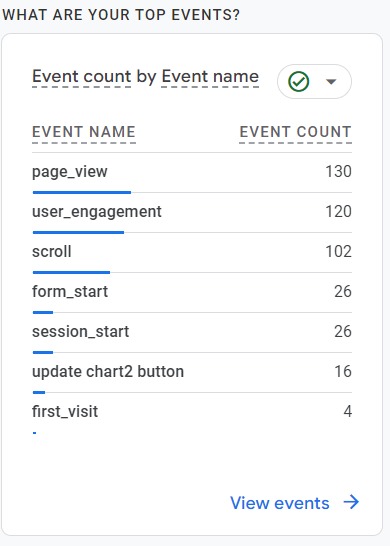 WHAT ARE YOUR TOP EVENTS?
Event count by Event name
EVENT NAME EVENT COUNT
page_view 130
user_engagement 120
scroll 102
form_start 26
session_start 26
update chart2 button 16
first_visit 4
View events